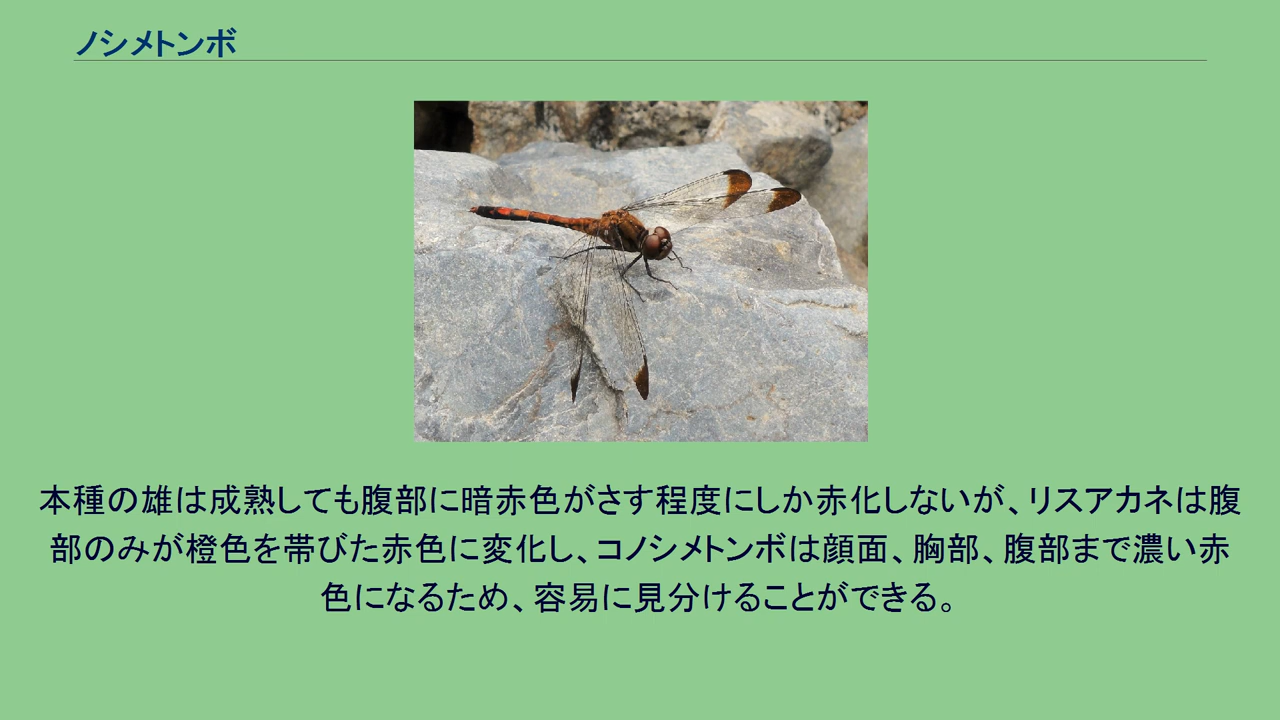 ノシメトンボ
本種の雄は成熟しても腹部に暗赤色がさす程度にしか赤化しないが、リスアカネは腹
部のみが橙色を帯びた赤色に変化し、コノシメトンボは顔面、胸部、腹部まで濃い赤
色になるため、容易に見分けることができる。